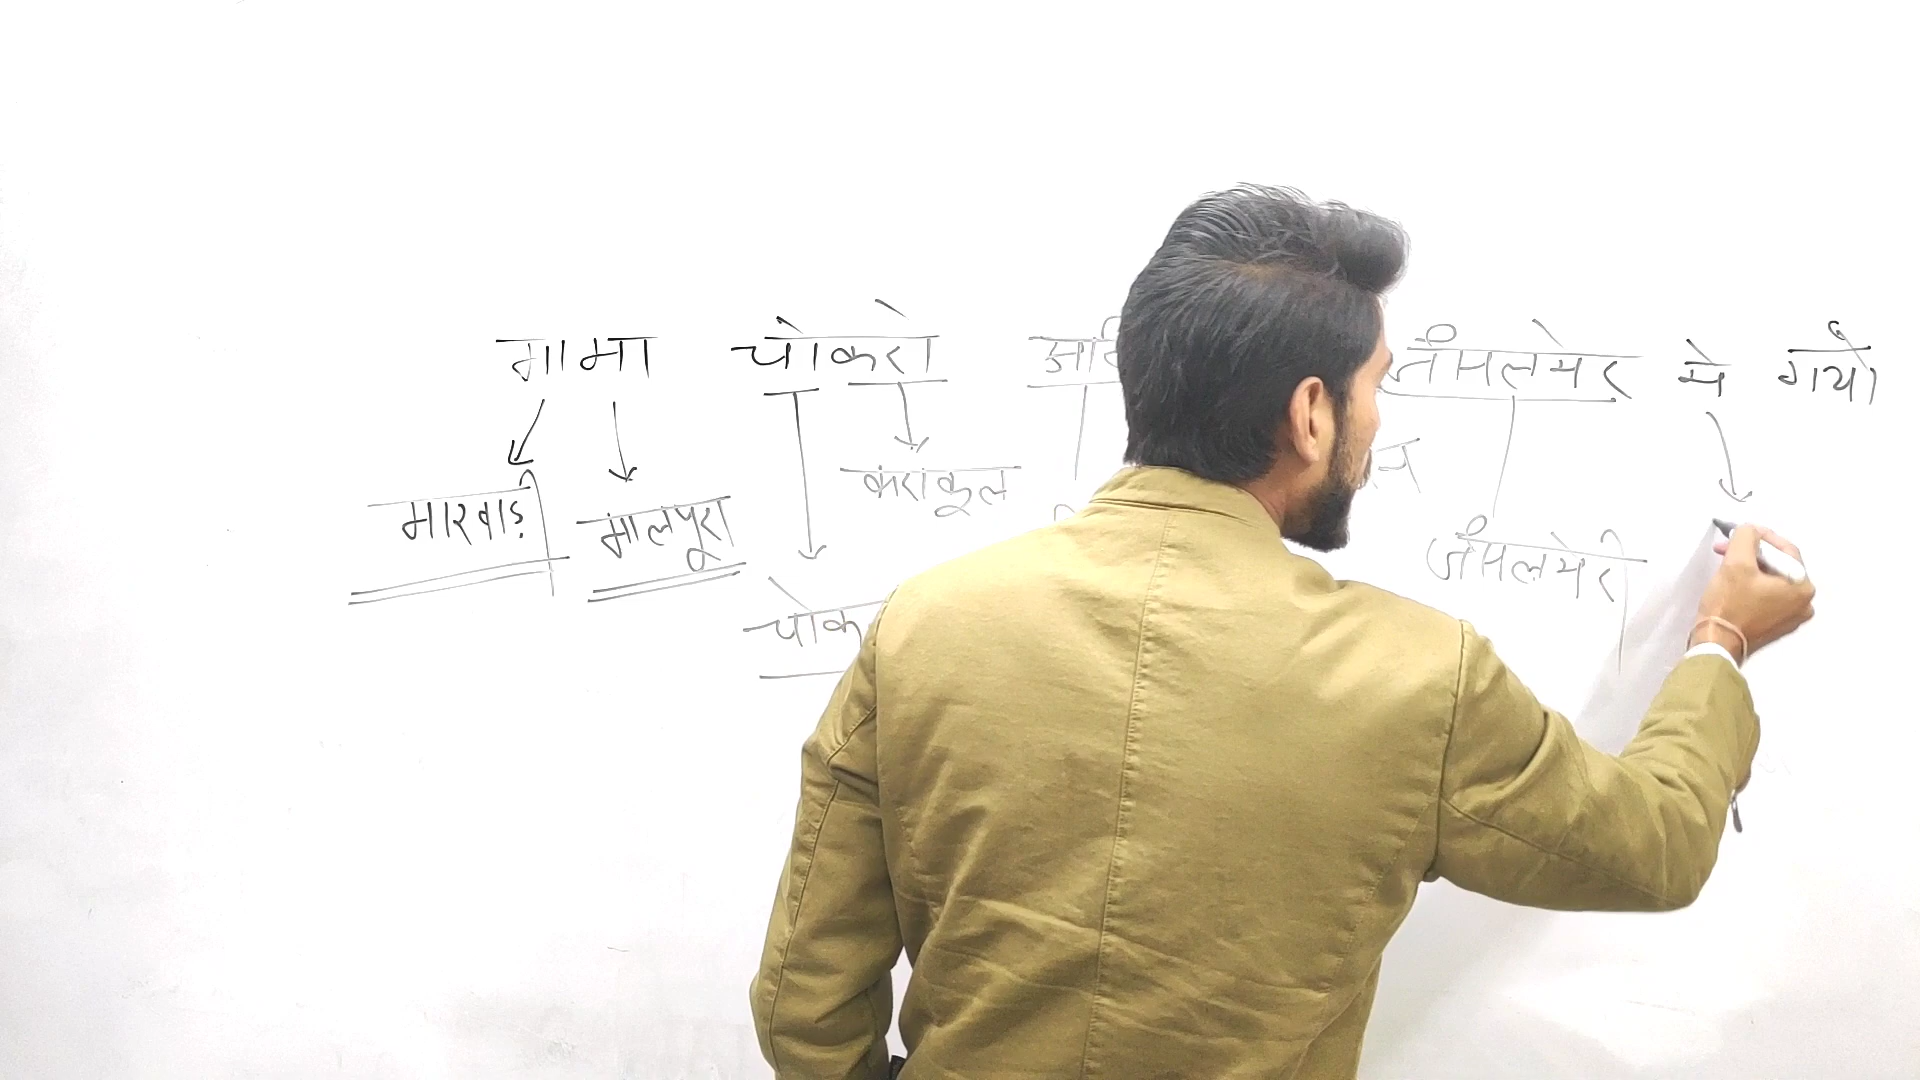 मामा चोकरो जैसलमेर मे गयो
कराकुल
मारवाड़ी मालपूरा जैसलमेरी
चोक